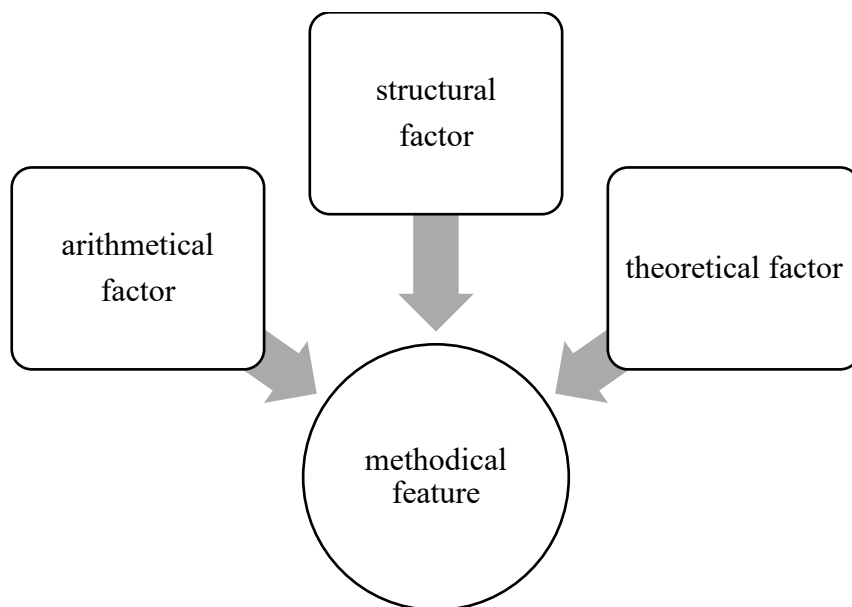 structural
factor
arithmetical
factor
theoretical factor
methodical
feature